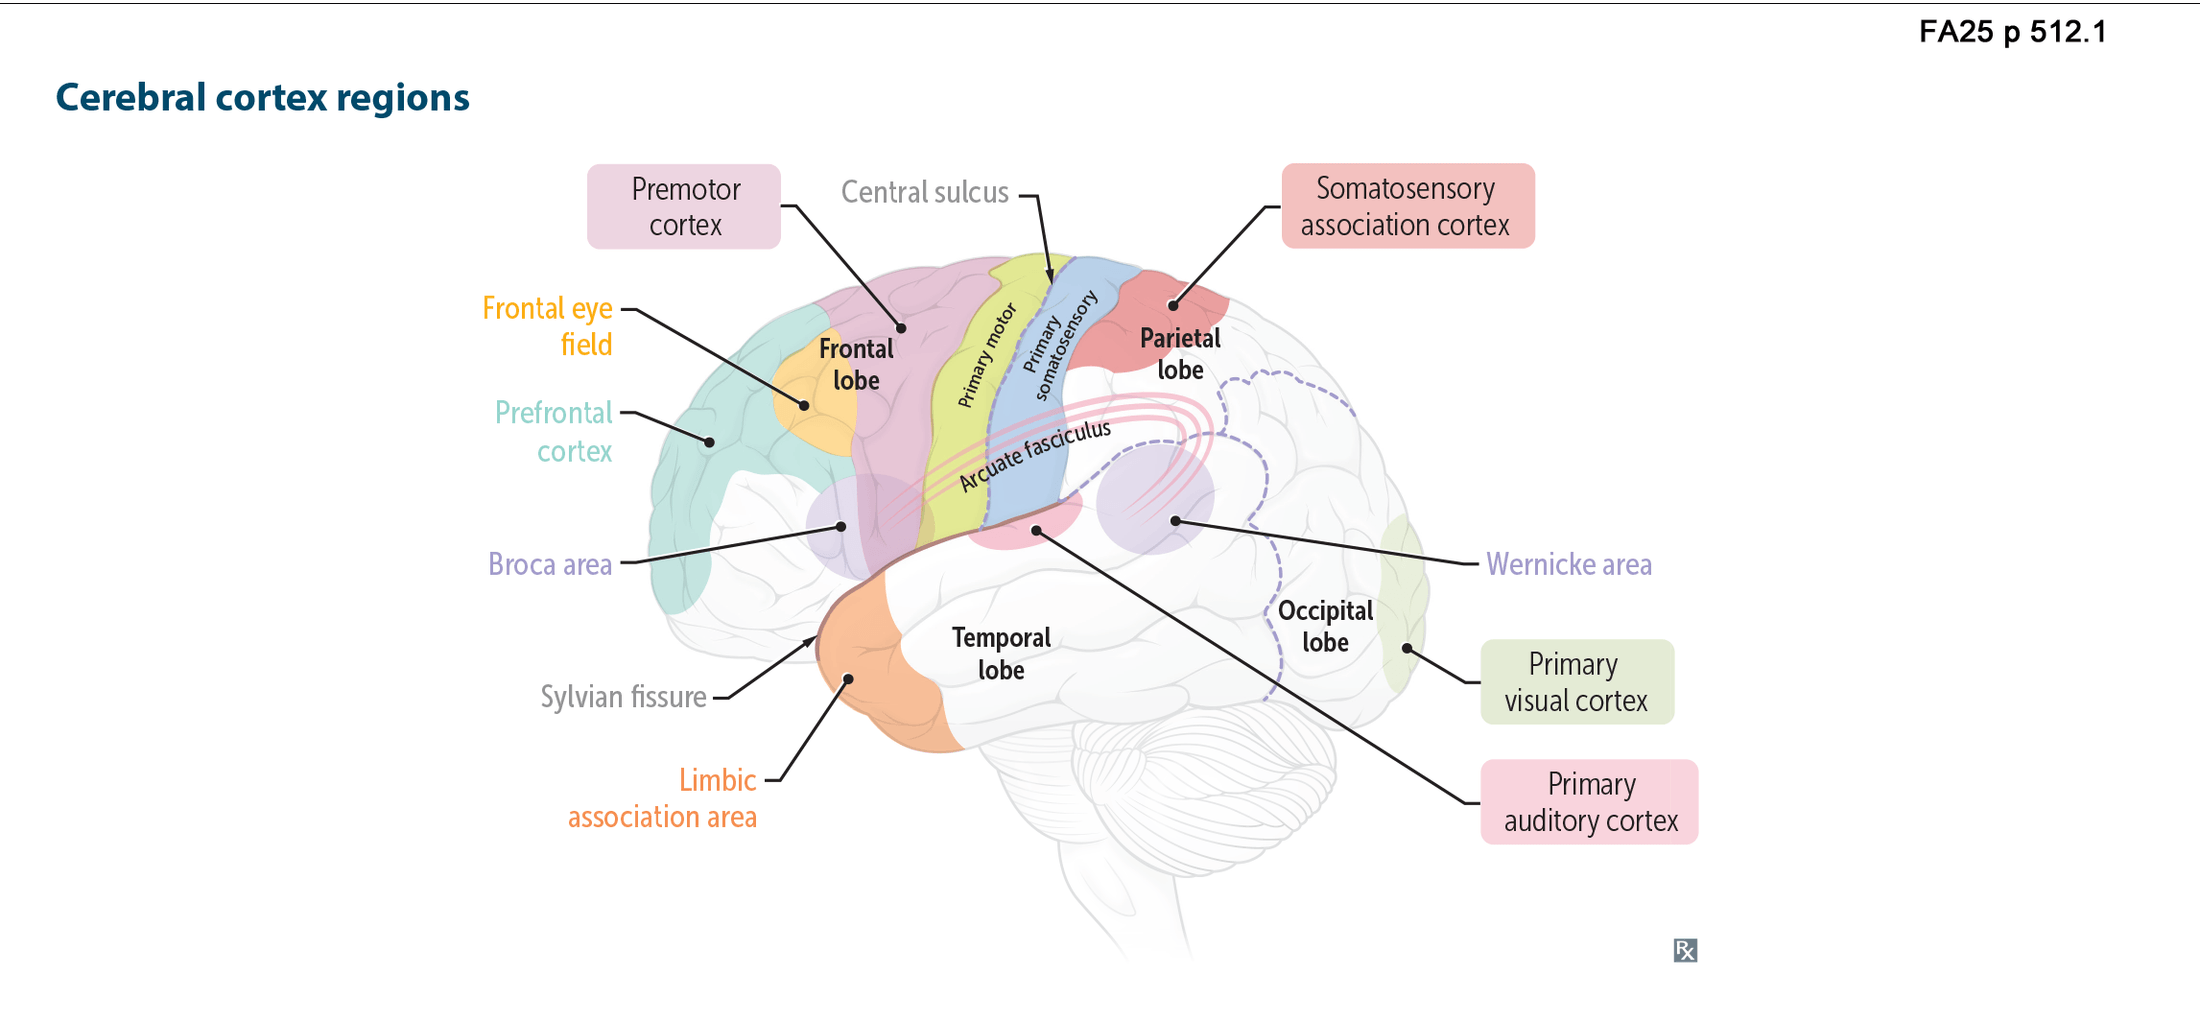 FA25 p 512.1
Cerebral cortex regions
Premotor
cortex
Central sulcus
Somatosensory
association cortex
Frontal eye
field
Prefrontal
cortex
Frontal
lobe
Primary motor
Primary
somatosensory
Parietal
lobe
Arcuate fasciculus
Broca area
Wernicke area
Sylvian fissure
Temporal
lobe
Occipital
lobe
Primary
visual cortex
Limbic
association area
Primary
auditory cortex
Rx